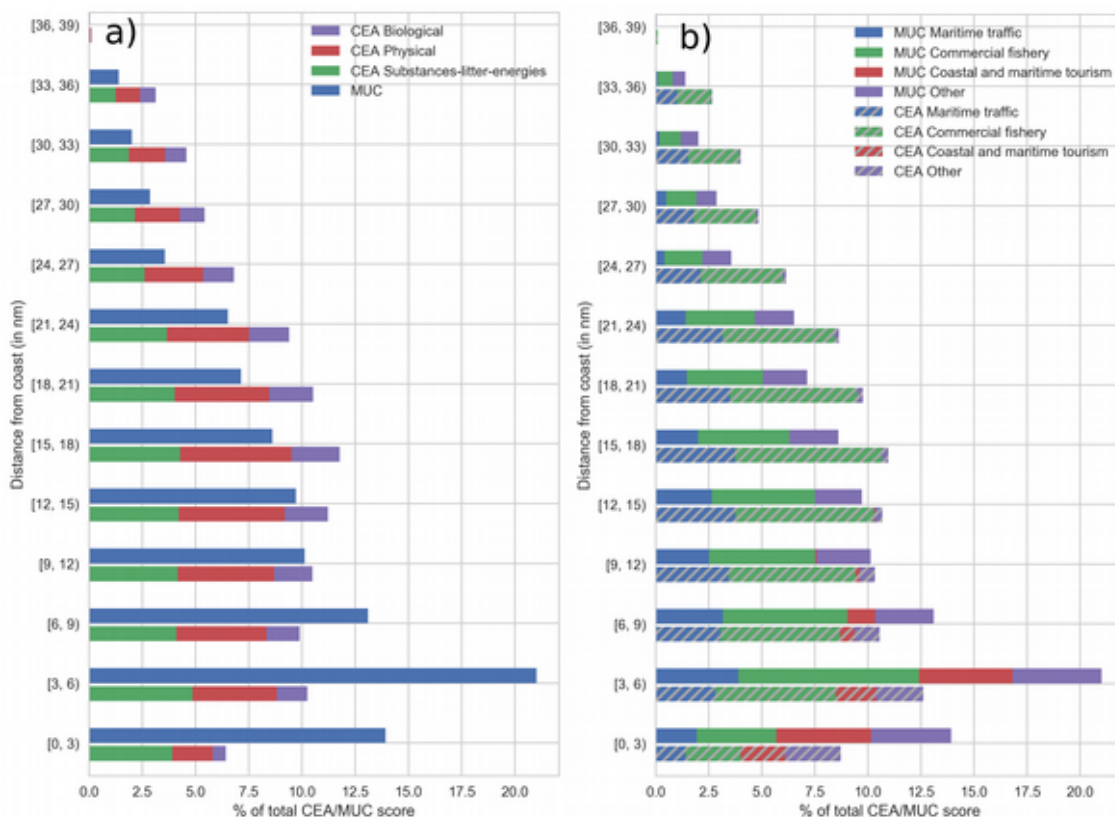 a)
CEA Biological
CEA Physical
CEA Substances-litter-energies
MUC
Distance from coast (in nm)
[36, 39)
[33, 36)
[30, 33)
[27, 30)
[24, 27)
[21, 24)
[18, 21)
[15, 18)
[12, 15)
[9, 12)
[6, 9)
[3, 6)
[0, 3)
0.0 2.5 5.0 7.5 10.0 12.5 15.0 17.5 20.0
% of total CEA/MUC score
b)
MUC Maritime traffic
MUC Commercial fishery
MUC Coastal and maritime tourism
MUC Other
CEA Maritime traffic
CEA Commercial fishery
CEA Coastal and maritime tourism
CEA Other
Distance from coast (in nm)
[36, 39)
[33, 36)
[30, 33)
[27, 30)
[24, 27)
[21, 24)
[18, 21)
[15, 18)
[12, 15)
[9, 12)
[6, 9)
[3, 6)
[0, 3)
0.0 2.5 5.0 7.5 10.0 12.5 15.0 17.5 20.0
% of total CEA/MUC score